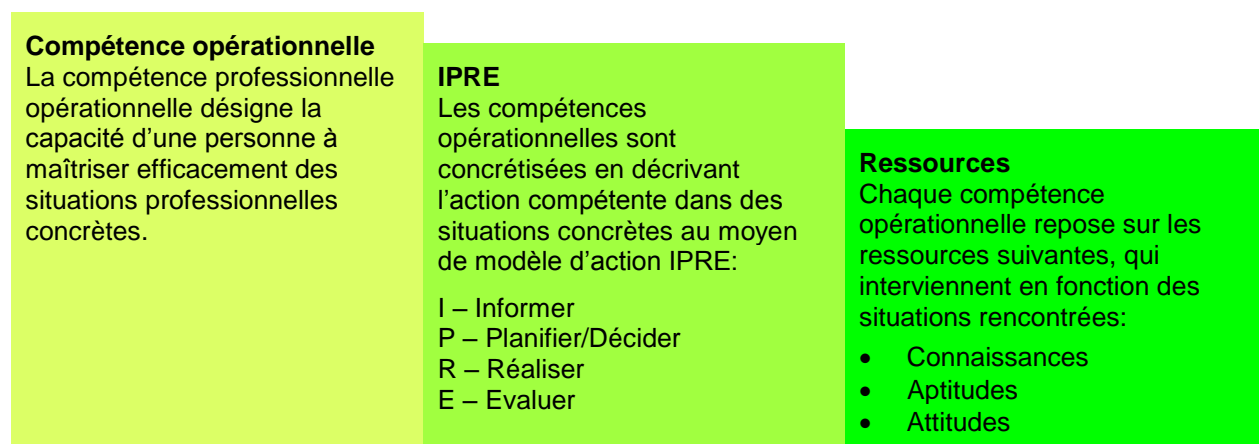 Compétence opérationnelle
La compétence professionnelle
opérationnelle désigne la
capacité d'une personne à
maîtriser efficacement des
situations professionnelles
concrètes.
IPRE
Les compétences
opérationnelles sont
concrétisées en décrivant
l'action compétente dans des
situations concrètes au moyen
de modèle d'action IPRE:
I – Informer
P – Planifier/Décider
R – Réaliser
E – Evaluer
Ressources
Chaque compétence
opérationnelle repose sur les
ressources suivantes, qui
interviennent en fonction des
situations rencontrées:
• Connaissances
• Aptitudes
• Attitudes